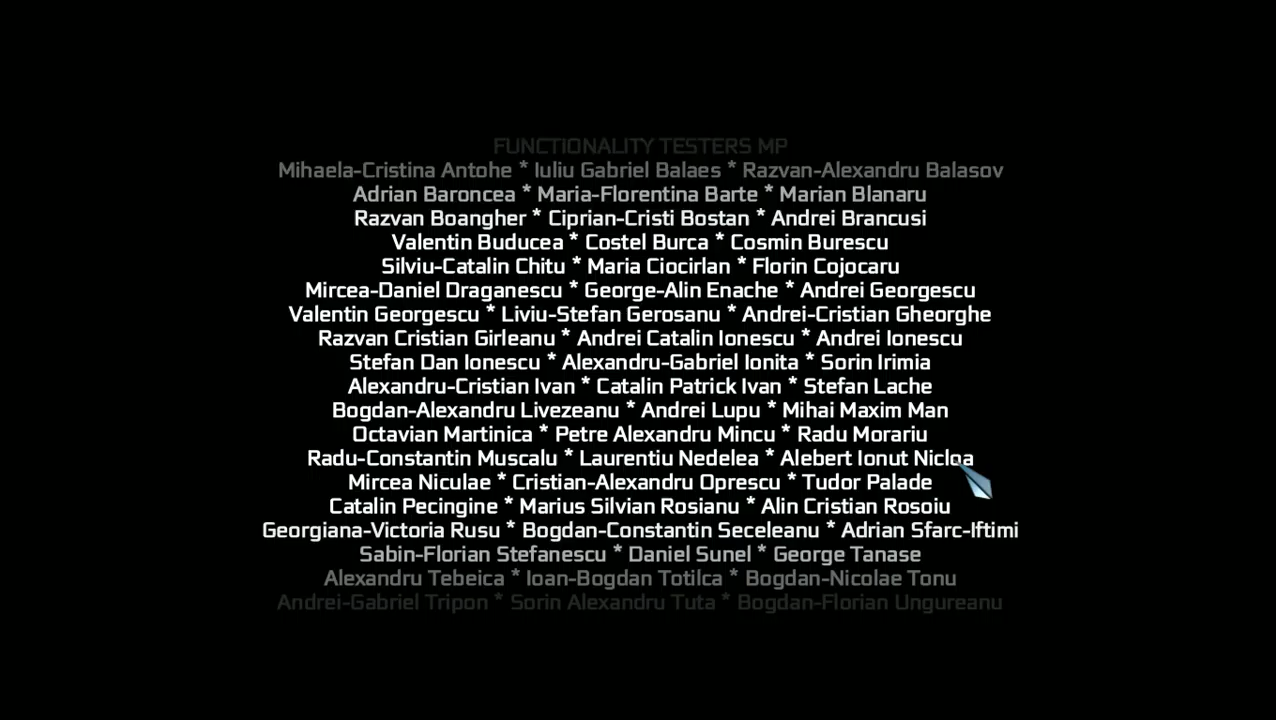 FUNCTIONALITY TESTERS MP
Mihaela-Cristina Antohe * Iuliu Gabriel Balaes * Razvan-Alexandru Balasov
Adrian Baroncea * Maria-Florentina Barte * Marian Blanaru
Razvan Boangher * Ciprian-Cristi Bostan * Andrei Brancusi
Valentin Buducea * Costel Burca * Cosmin Burescu
Silviu-Catalin Chitu * Maria Ciocirlan * Florin Cojocaru
Mircea-Daniel Draganescu * George-Alin Enache * Andrei Georgescu
Valentin Georgescu * Liviu-Stefan Gerosanu * Andrei-Cristian Gheorghe
Razvan Cristian Girleanu * Andrei Catalin Ionescu * Andrei Ionescu
Stefan Dan Ionescu * Alexandru-Gabriel Ionita * Sorin Irimia
Alexandru-Cristian Ivan * Catalin Patrick Ivan * Stefan Lache
Bogdan-Alexandru Livezeanu * Andrei Lupu * Mihai Maxim Man
Octavian Martinica * Petre Alexandru Mincu * Radu Morariu
Radu-Constantin Muscalu * Laurentiu Nedelea * Alebert Ionut Nicloa
Mircea Niculae * Cristian-Alexandru Oprescu * Tudor Palade
Catalin Pecingine * Marius Silvian Rosianu * Alin Cristian Rosoiu
Georgiana-Victoria Rusu * Bogdan-Constantin Seceleanu * Adrian Sfarc-Iftimi
Sabin-Florian Stefanescu * Daniel Sunel * George Tanase
Alexandru Tebeica * Ioan-Bogdan Totilca * Bogdan-Nicolae Tonu
Andrei-Gabriel Tripon * Sorin Alexandru Tuta * Bogdan-Florian Ungureanu